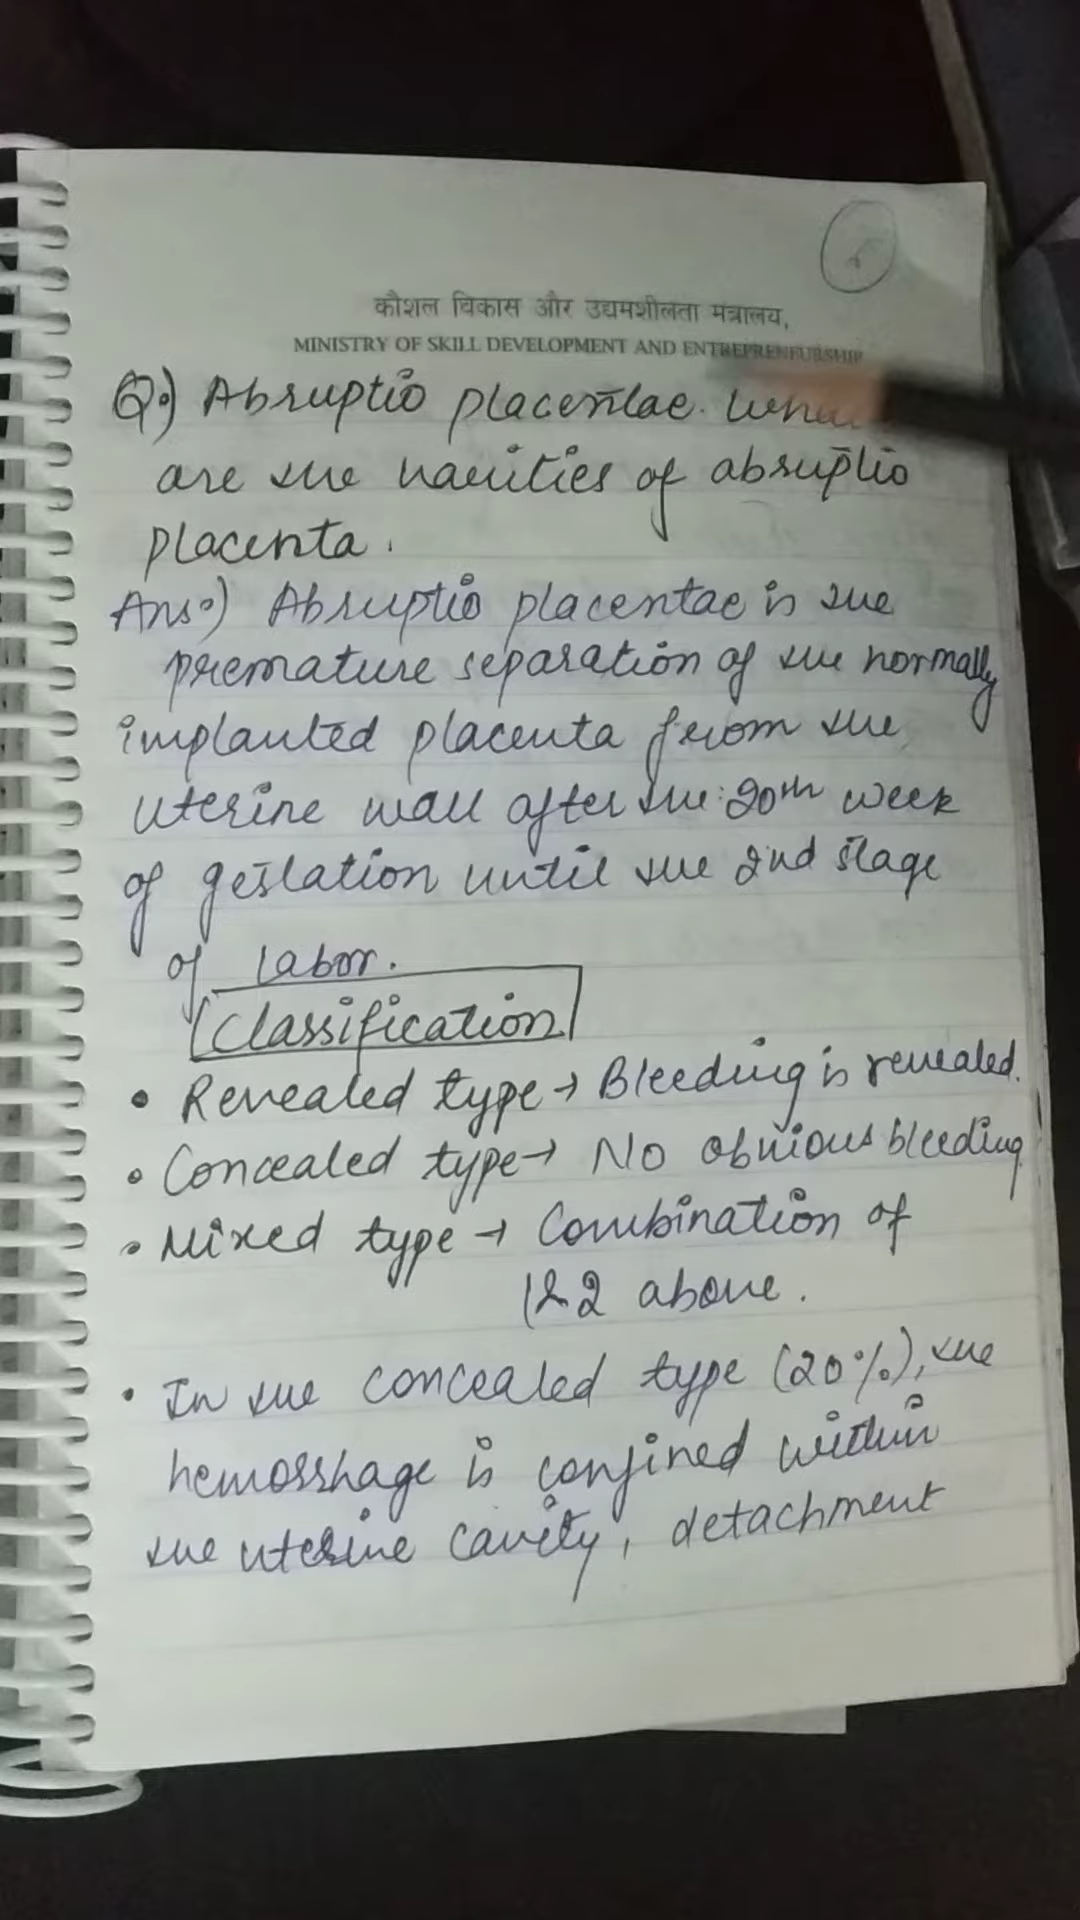 कौशल विकास और उद्यमशीलता मंत्रालय,
MINISTRY OF SKILL DEVELOPMENT AND ENTREPRENEURSHIP
Q.) Abruptio placentae.
are the varities of abruptio
placenta.
Ans.) Abruptio placentae is the
premature separation of the normally
implanted placenta from the
uterine wall after the 20th week
of gestation until the 2nd stage
of labor.
Classification
• Revealed type → Bleeding is revealed.
• Concealed type → No obvious bleeding
• Mixed type → Combination of
1&2 above.
• In the concealed type (20%), the
hemorrhage is confined within
the uterine cavity, detachment